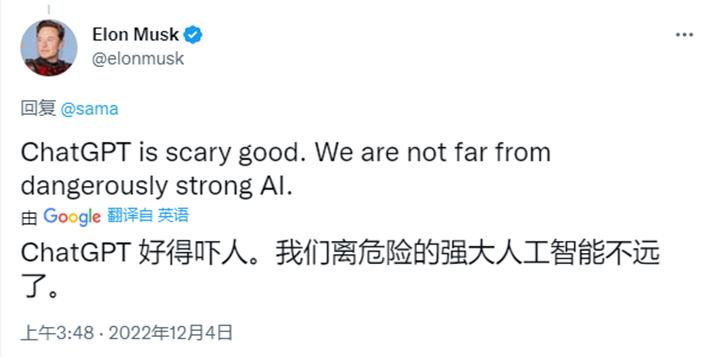 Elon Musk
@elonmusk
回复 @sama
ChatGPT is scary good. We are not far from
dangerously strong AI.
由 Google 翻译自 英语
ChatGPT 好得吓人。我们离危险的强大人工智能不远
了。
上午3:48 · 2022年12月4日